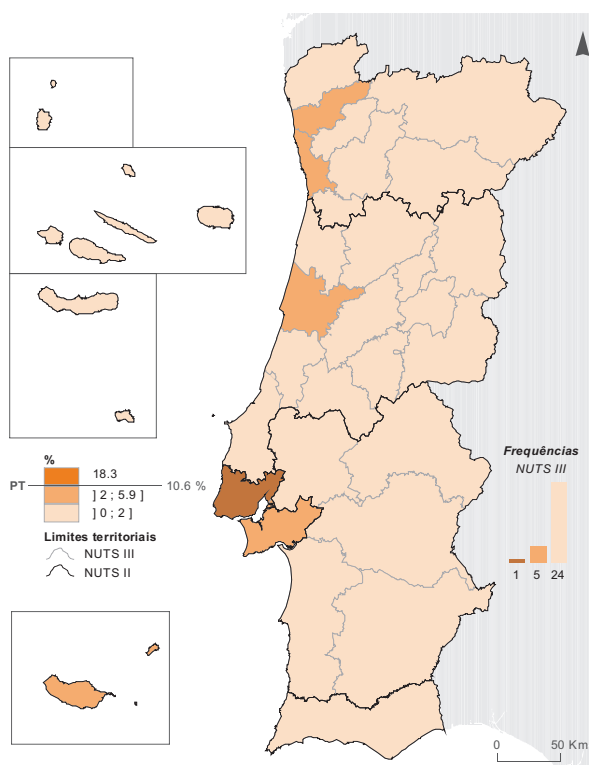 %
18.3
PT
10.6 %
] 2 ; 5.9 ]
] 0 ; 2 ]
Limites territoriais
NUTS III
NUTS II
Frequências
NUTS III
1 5 24
0 50 Km